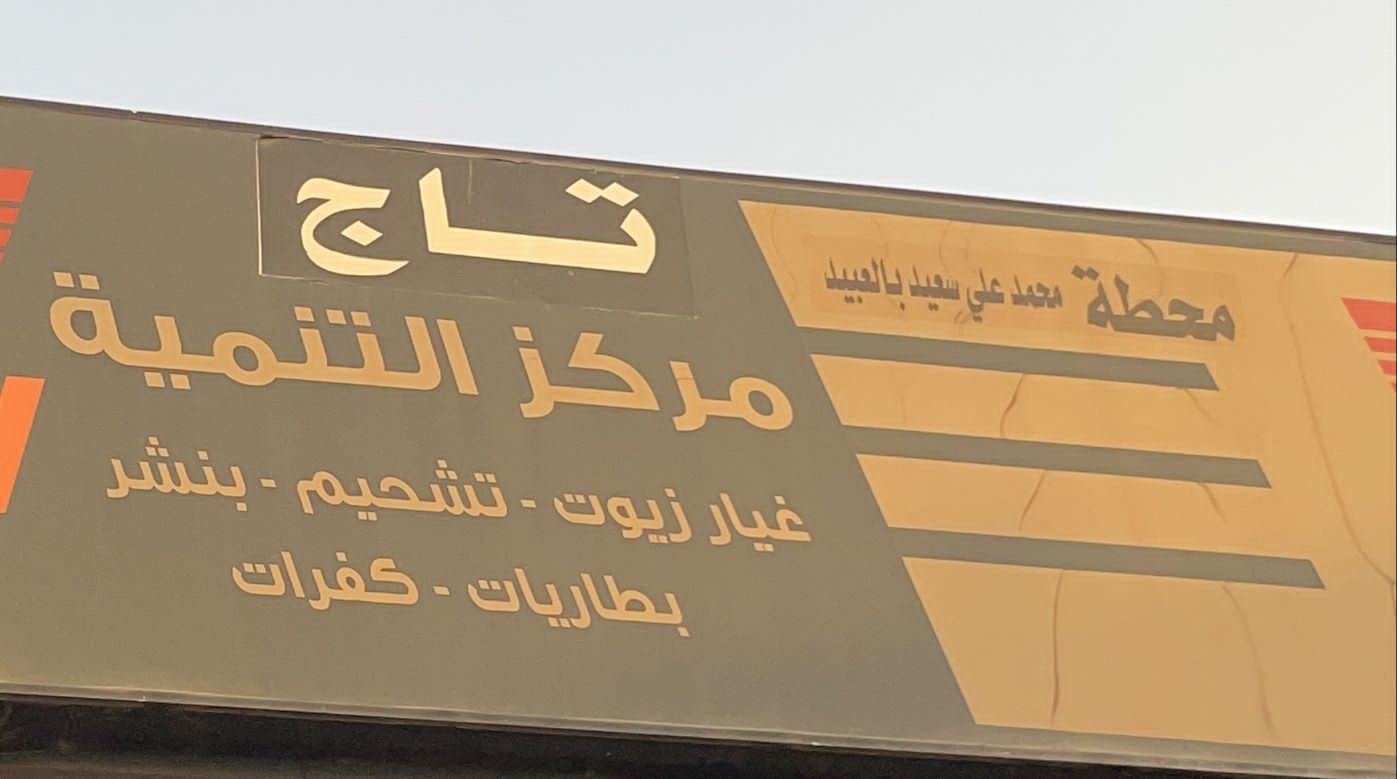 محطة محمد علي سعيد بالعبيد
تاج
مركز التنمية
غيار زيوت - تشحيم - بنشر
بطاريات - كفرات